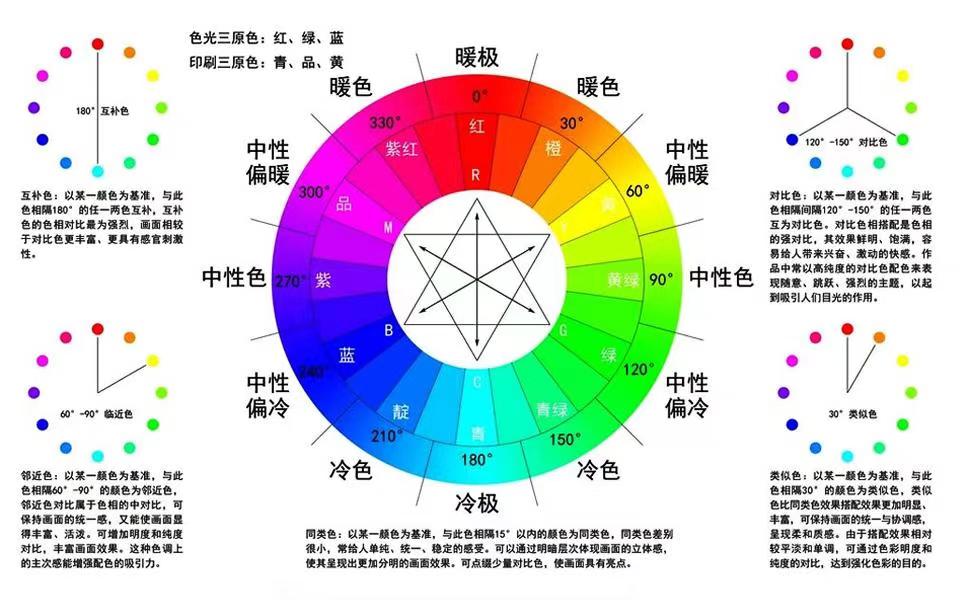 色光三原色：红、绿、蓝
印刷三原色：青、品、黄
180° 互补色
互补色：以某一颜色为基准，与此
色相隔180° 的任一两色互补，互补
色的色相对比最为强烈，画面相较
于对比色更丰富、更具有感官刺激
性。
60°-90° 临近色
邻近色：以某一颜色为基准，与此
色相隔60°-90° 的颜色为邻近色，
邻近色对比属于色相的中对比，可
保持画面的统一感，又能使画面显
得丰富、活泼。可增加明度和纯度
对比，丰富画面效果。这种色调上
的主次感能增强配色的吸引力。
暖极
暖色
暖色
中性
偏暖
中性
偏暖
中性色
中性色
中性
偏冷
中性
偏冷
冷色
冷色
冷极
0°
30°
60°
90°
120°
150°
180°
210°
240°
270°
300°
330°
红
橙
黄
黄绿
绿
青绿
青
靛
蓝
紫
品
紫红
R
Y
G
C
B
M
同类色：以某一颜色为基准，与此色相隔15° 以内的颜色为同类色，同类色差别
很小，常给人单纯、统一、稳定的感受。可以通过明暗层次体现画面的立体感，
使其呈现出更加分明的画面效果。可点缀少量对比色，使画面具有亮点。
120°-150° 对比色
对比色：以某一颜色为基准，与此
色相隔间隔120°-150° 的任一两色
互为对比色。对比色相搭配是色相
的强对比，其效果鲜明、饱满，容
易给人带来兴奋、激动的快感。作
品中常以高纯度的对比色配色来表
现随意、跳跃、强烈的主题，以起
到吸引人们目光的作用。
30° 类似色
类似色：以某一颜色为基准，与此
色相隔30° 的颜色为类似色，类似
色比同类色效果搭配效果更加明显、
丰富，可保持画面的统一与协调感，
呈现柔和质感。由于搭配效果相对
较平淡和单调，可通过色彩明度和
纯度的对比，达到强化色彩的目的。